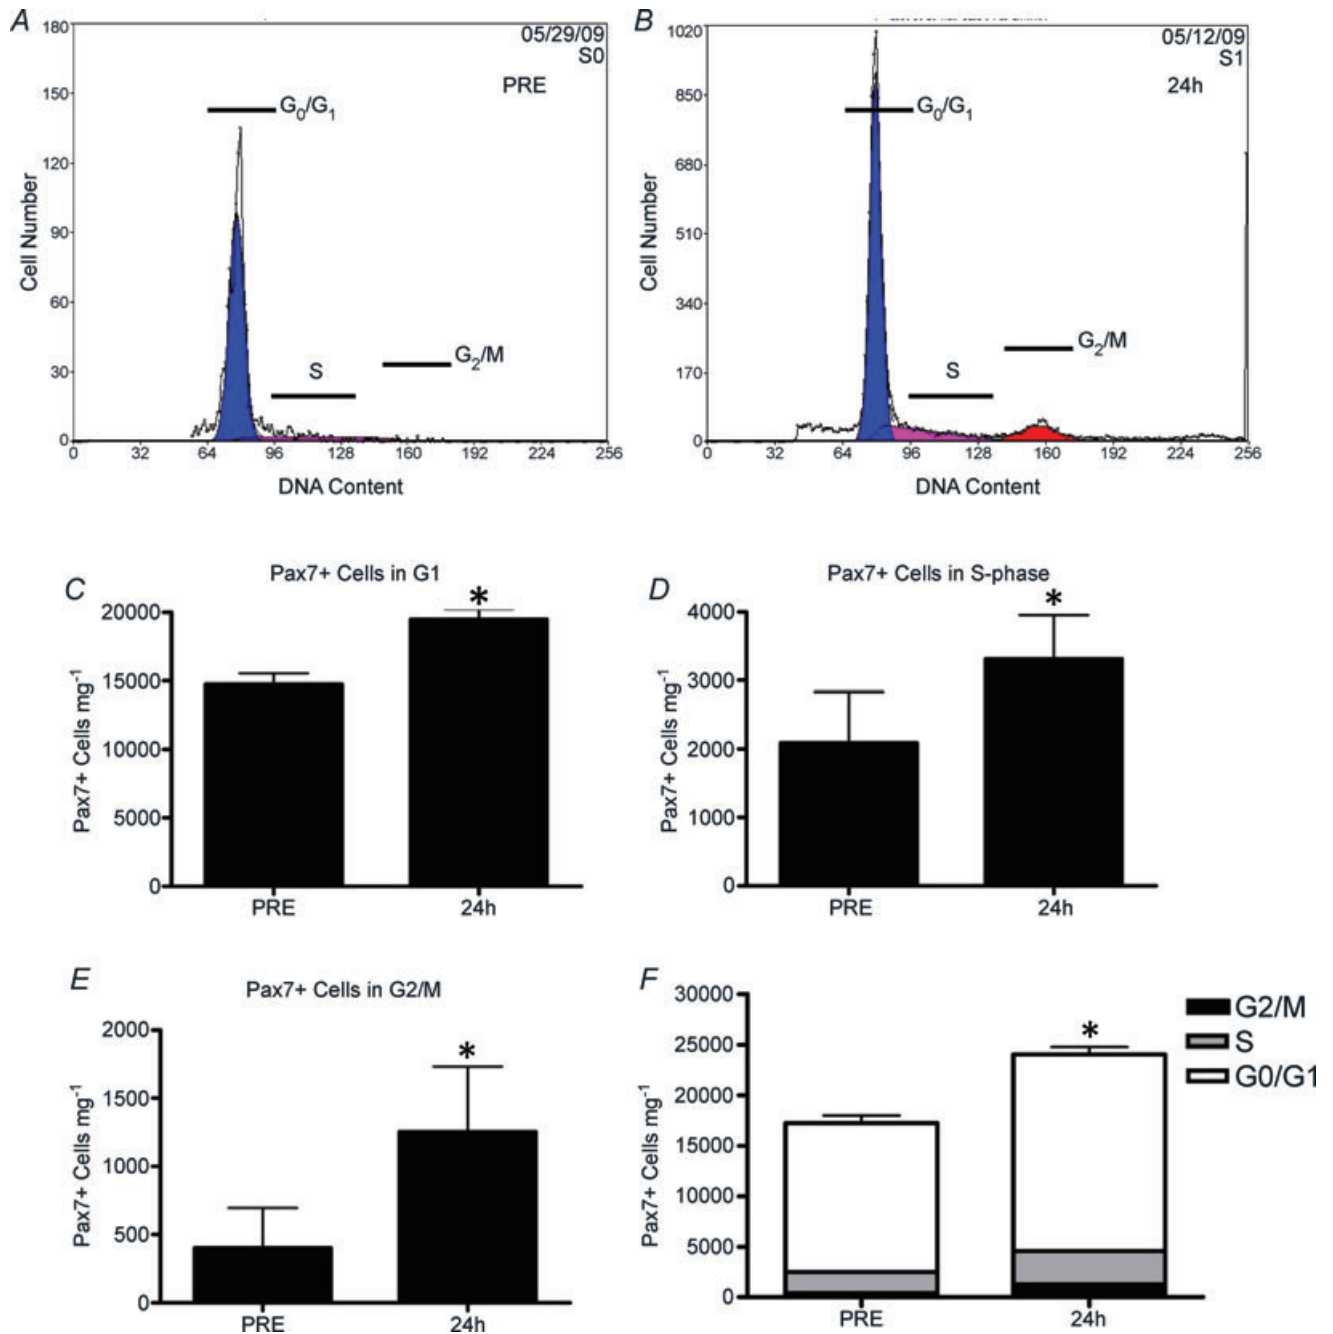 A
05/29/09
S0
PRE
G0/G1
S
G2/M
180
150
120
90
60
30
0
Cell Number
0 32 64 96 128 160 192 224 256
DNA Content
B
05/12/09
S1
24h
G0/G1
S
G2/M
1020
850
680
510
340
170
0
Cell Number
0 32 64 96 128 160 192 224 256
DNA Content
C
Pax7+ Cells in G1
*
20000
15000
10000
5000
0
Pax7+ Cells mg-1
PRE 24h
D
Pax7+ Cells in S-phase
*
4000
3000
2000
1000
0
Pax7+ Cells mg-1
PRE 24h
E
Pax7+ Cells in G2/M
*
2000
1500
1000
500
0
Pax7+ Cells mg-1
PRE 24h
F
*
30000
25000
20000
15000
10000
5000
0
Pax7+ Cells mg-1
PRE 24h
G2/M
S
G0/G1